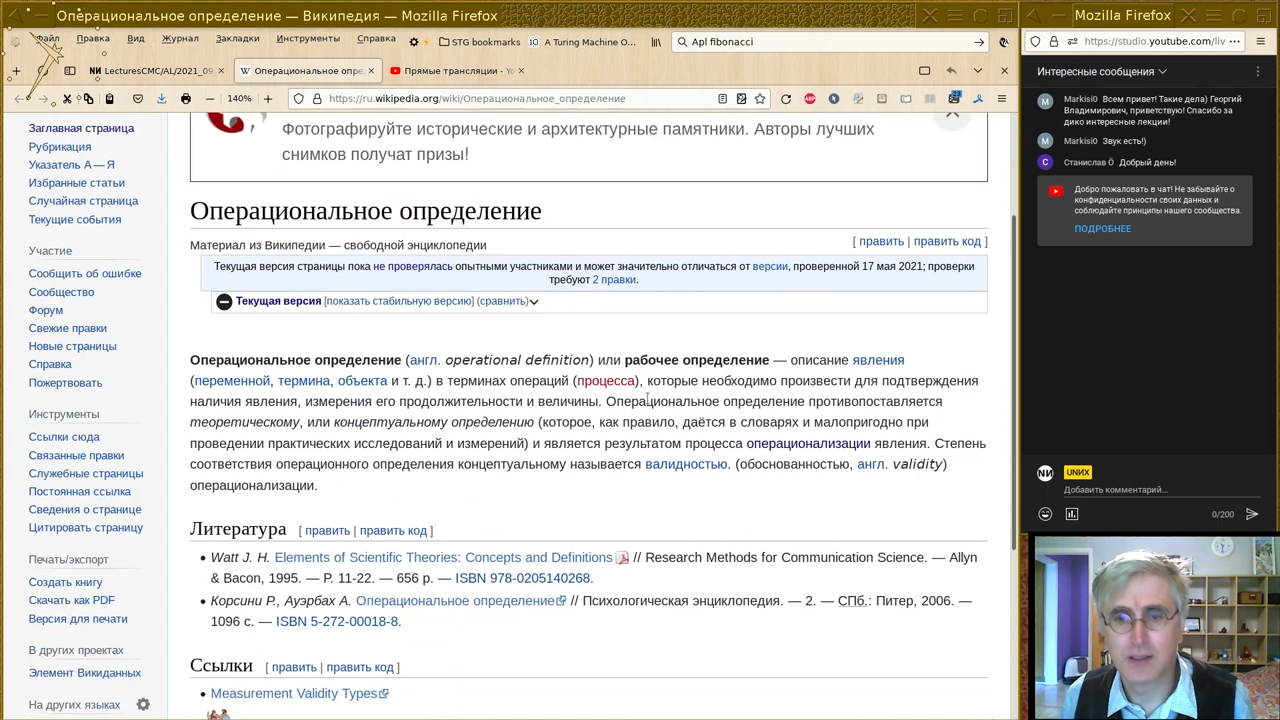 Операциональное определение — Википедия — Mozilla Firefox
Файл Правка Вид Журнал Закладки Инструменты Справка
STG bookmarks
A Turing Machine O...
Apl fibonacci
LecturesCMC/AL/2021_09
Операциональное опре
Прямые трансляции - Yo
140%
https://ru.wikipedia.org/wiki/Операциональное_определение
Заглавная страница
Рубрикация
Указатель А — Я
Избранные статьи
Случайная страница
Текущие события
Участие
Сообщить об ошибке
Сообщество
Форум
Свежие правки
Новые страницы
Справка
Пожертвовать
Инструменты
Ссылки сюда
Связанные правки
Служебные страницы
Постоянная ссылка
Сведения о странице
Цитировать страницу
Печать/экспорт
Создать книгу
Скачать как PDF
Версия для печати
В других проектах
Элемент Викиданных
На других языках
Фотографируйте исторические и архитектурные памятники. Авторы лучших
снимков получат призы!
Операциональное определение
[ править | править код ]
Материал из Википедии — свободной энциклопедии
Текущая версия страницы пока не проверялась опытными участниками и может значительно отличаться от версии, проверенной 17 мая 2021; проверки
требуют 2 правки.
Текущая версия [показать стабильную версию] (сравнить)
Операциональное определение (англ. operational definition) или рабочее определение — описание явления
(переменной, термина, объекта и т. д.) в терминах операций (процесса), которые необходимо произвести для подтверждения
наличия явления, измерения его продолжительности и величины. Операциональное определение противопоставляется
теоретическому, или концептуальному определению (которое, как правило, даётся в словарях и малопригодно при
проведении практических исследований и измерений) и является результатом процесса операционализации явления. Степень
соответствия операционного определения концептуальному называется валидностью. (обоснованностью, англ. validity)
операционализации.
Литература [ править | править код ]
Watt J. H. Elements of Scientific Theories: Concepts and Definitions // Research Methods for Communication Science. — Allyn
& Bacon, 1995. — P. 11-22. — 656 p. — ISBN 978-0205140268.
Корсини Р., Ауэрбах А. Операциональное определение // Психологическая энциклопедия. — 2. — СПб.: Питер, 2006. —
1096 с. — ISBN 5-272-00018-8.
Ссылки [ править | править код ]
Measurement Validity Types
Mozilla Firefox
https://studio.youtube.com/liv
Интересные сообщения
M
Markisi0 Всем привет! Такие дела) Георгий
Владимирович, приветствую! Спасибо за
дико интересные лекции!
M
Markisi0 Звук есть!)
C
Станислав Ö Добрый день!
Добро пожаловать в чат! Не забывайте о
конфиденциальности своих данных и
соблюдайте принципы нашего сообщества.
ПОДРОБНЕЕ
UNИX
Добавить комментарий...
0/200